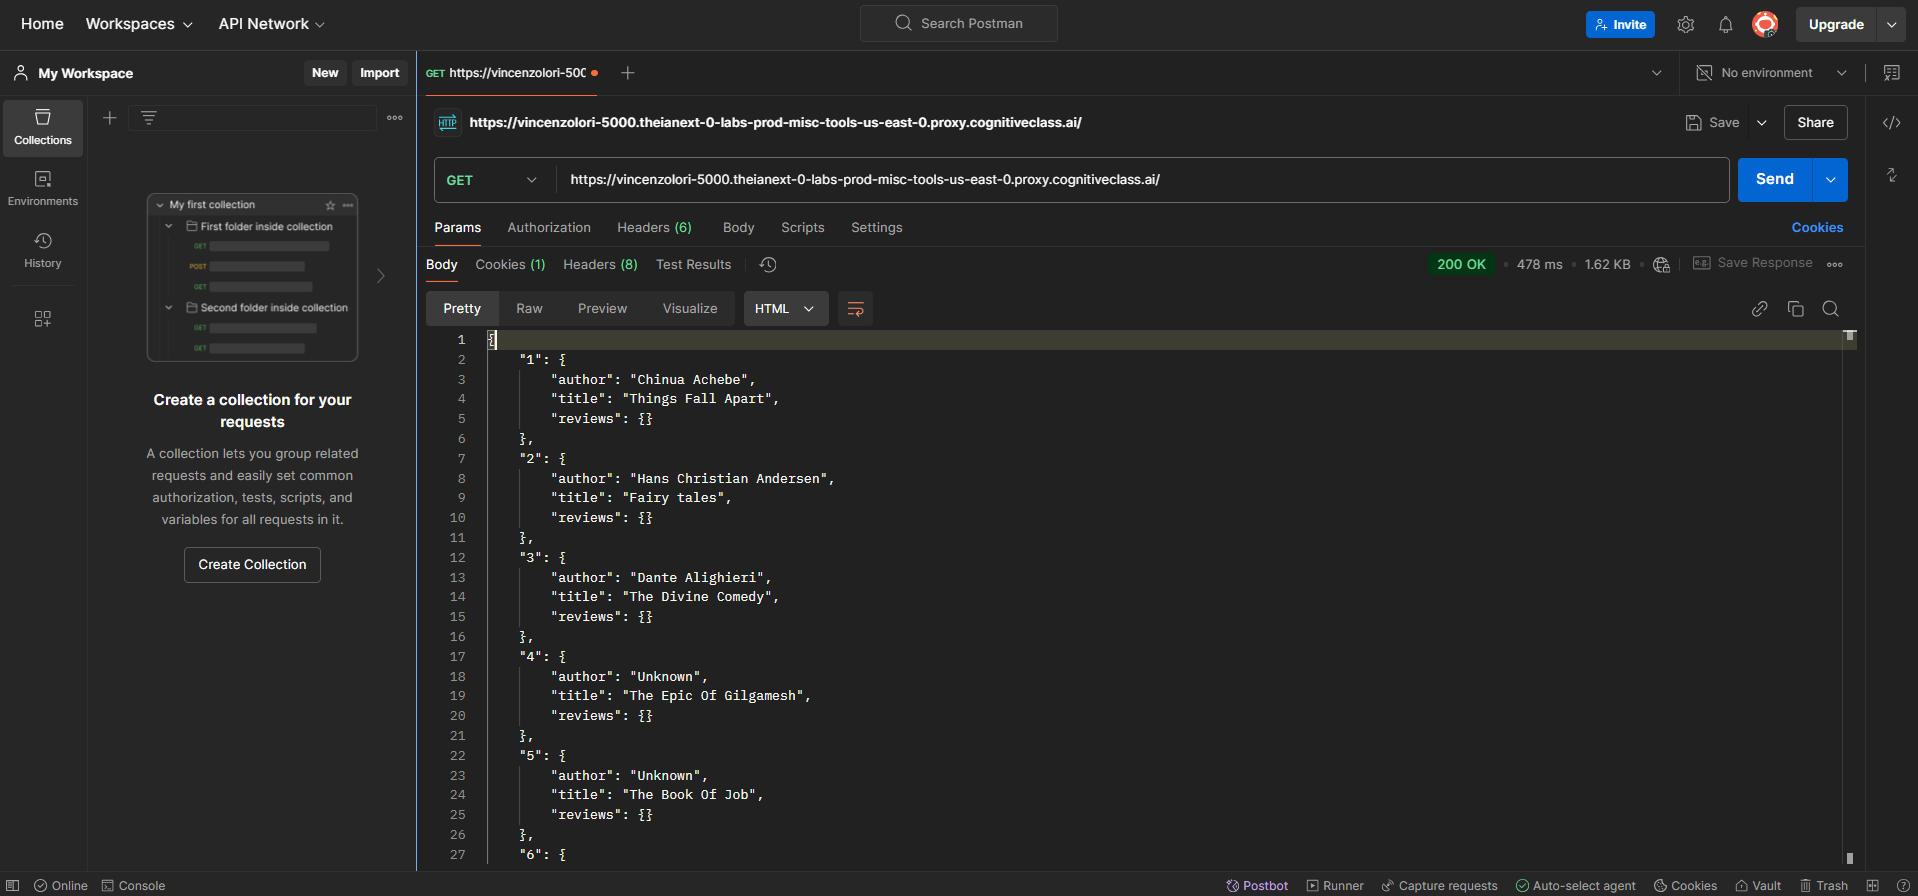 Home Workspaces API Network Search Postman Invite Upgrade
My Workspace New Import GET https://vincenzolori-500 No environment
Collections
Environments
History
My first collection
First folder inside collection
GET
POST
GET
Second folder inside collection
GET
GET
Create a collection for your
requests
A collection lets you group related
requests and easily set common
authorization, tests, scripts, and
variables for all requests in it.
Create Collection
HTTP https://vincenzolori-5000.theianext-0-labs-prod-misc-tools-us-east-0.proxy.cognitiveclass.ai/ Save Share
GET https://vincenzolori-5000.theianext-0-labs-prod-misc-tools-us-east-0.proxy.cognitiveclass.ai/ Send
Params Authorization Headers (6) Body Scripts Settings Cookies
Body Cookies (1) Headers (8) Test Results 200 OK • 478 ms • 1.62 KB • e.g. Save Response
Pretty Raw Preview Visualize HTML
1 {
2 "1": {
3 "author": "Chinua Achebe",
4 "title": "Things Fall Apart",
5 "reviews": {}
6 },
7 "2": {
8 "author": "Hans Christian Andersen",
9 "title": "Fairy tales",
10 "reviews": {}
11 },
12 "3": {
13 "author": "Dante Alighieri",
14 "title": "The Divine Comedy",
15 "reviews": {}
16 },
17 "4": {
18 "author": "Unknown",
19 "title": "The Epic Of Gilgamesh",
20 "reviews": {}
21 },
22 "5": {
23 "author": "Unknown",
24 "title": "The Book Of Job",
25 "reviews": {}
26 },
27 "6": {
Online Console Postbot Runner Capture requests Auto-select agent Cookies Vault Trash